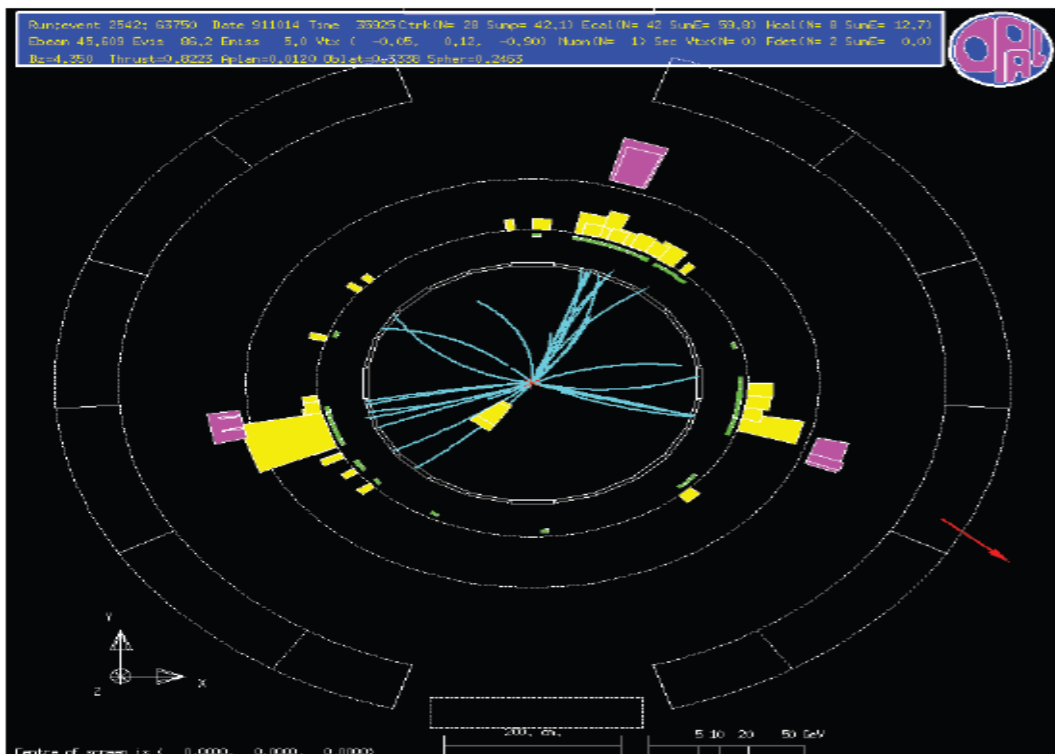 Run:event 2542: 63750 Date 911014 Time 35925 Ctrk(N= 28 Sump= 42.1) Ecal(N= 42 SumE= 59.8) Hcal(N= 8 SumE= 12.7)
Ebeam 45.609 Evis 86.2 Emiss 5.0 Vtx ( -0.05, 0.12, -0.90) Muon(N= 1) Sec Vtx(N= 0) Fdet(N= 2 SumE= 0.0)
Bz=4.350 Thrust=0.8223 Aplan=0.0120 Oblat=0.3338 Spher=0.2463
OPAL
Y
Z X
200. cm.
5 10 20 50 GeV
Centre of screen is ( 0.0000, 0.0000, 0.0000)